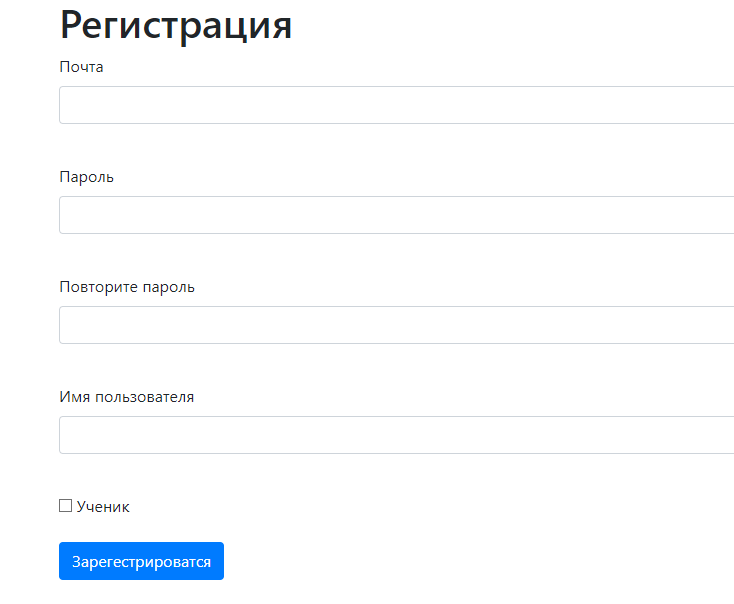 Регистрация
Почта
Пароль
Повторите пароль
Имя пользователя
Ученик
Зарегестрироватся